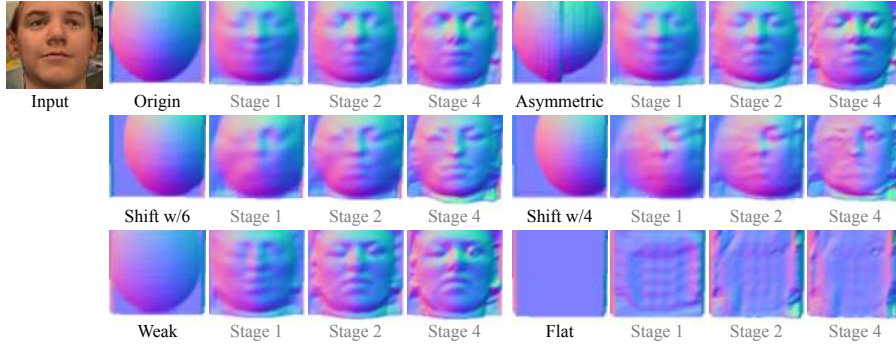 Input Origin Stage 1 Stage 2 Stage 4 Asymmetric Stage 1 Stage 2 Stage 4
Shift w/6 Stage 1 Stage 2 Stage 4 Shift w/4 Stage 1 Stage 2 Stage 4
Weak Stage 1 Stage 2 Stage 4 Flat Stage 1 Stage 2 Stage 4